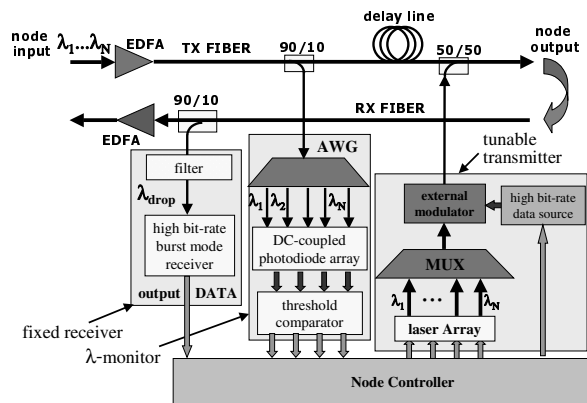 node input
λ1...λN
EDFA
TX FIBER
90/10
delay line
50/50
node output
EDFA
90/10
RX FIBER
tunable transmitter
filter
λdrop
high bit-rate
burst mode
receiver
output DATA
fixed receiver
AWG
λ1 λ2 λN
DC-coupled
photodiode array
threshold
comparator
λ-monitor
external
modulator
high bit-rate
data source
MUX
λ1 ... λN
laser Array
Node Controller